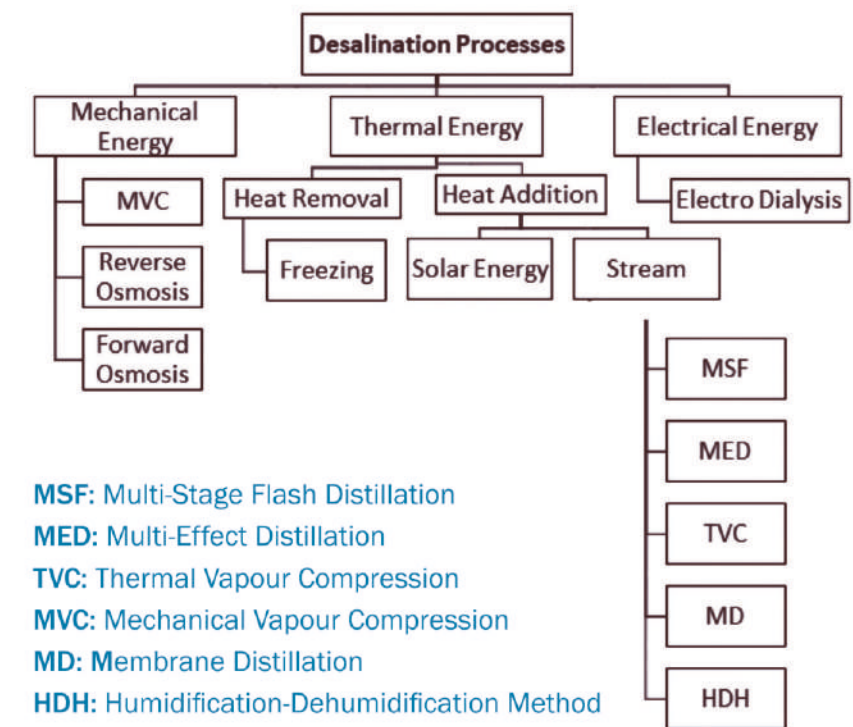 Desalination Processes
Mechanical
Energy
Thermal Energy
Electrical Energy
MVC
Heat Removal
Heat Addition
Electro Dialysis
Reverse
Osmosis
Freezing
Solar Energy
Stream
Forward
Osmosis
MSF
MED
TVC
MD
HDH
MSF: Multi-Stage Flash Distillation
MED: Multi-Effect Distillation
TVC: Thermal Vapour Compression
MVC: Mechanical Vapour Compression
MD: Membrane Distillation
HDH: Humidification-Dehumidification Method